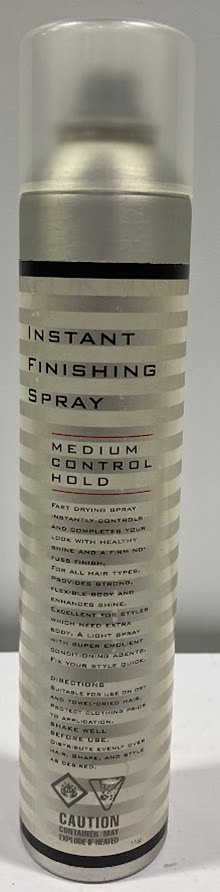 INSTANT
FINISHING
SPRAY
MEDIUM
CONTROL
HOLD
FAST DRYING SPRAY
INSTANTLY CONTROLS
AND COMPLETES YOUR
LOOK WITH HEALTHY
SHINE AND A FIRM NO-
FUSS FINISH.
FOR ALL HAIR TYPES.
PROVIDES STRONG,
FLEXIBLE BODY AND
ENHANCES SHINE.
EXCELLENT FOR STYLES
WHICH NEED EXTRA
BODY. A LIGHT SPRAY
WITH SUPER EMOLIENT
CONDITIONING AGENTS.
FIX YOUR STYLE QUICK.
DIRECTIONS
SUITABLE FOR USE ON DRY
AND TOWEL-DRIED HAIR.
PROTECT CLOTHING PRIOR
TO APPLICATION.
SHAKE WELL
BEFORE USE.
DISTRIBUTE EVENLY OVER
HAIR. SHAPE, AND STYLE
AS DESIRED.
CAUTION
CONTAINER MAY
EXPLODE IF HEATED